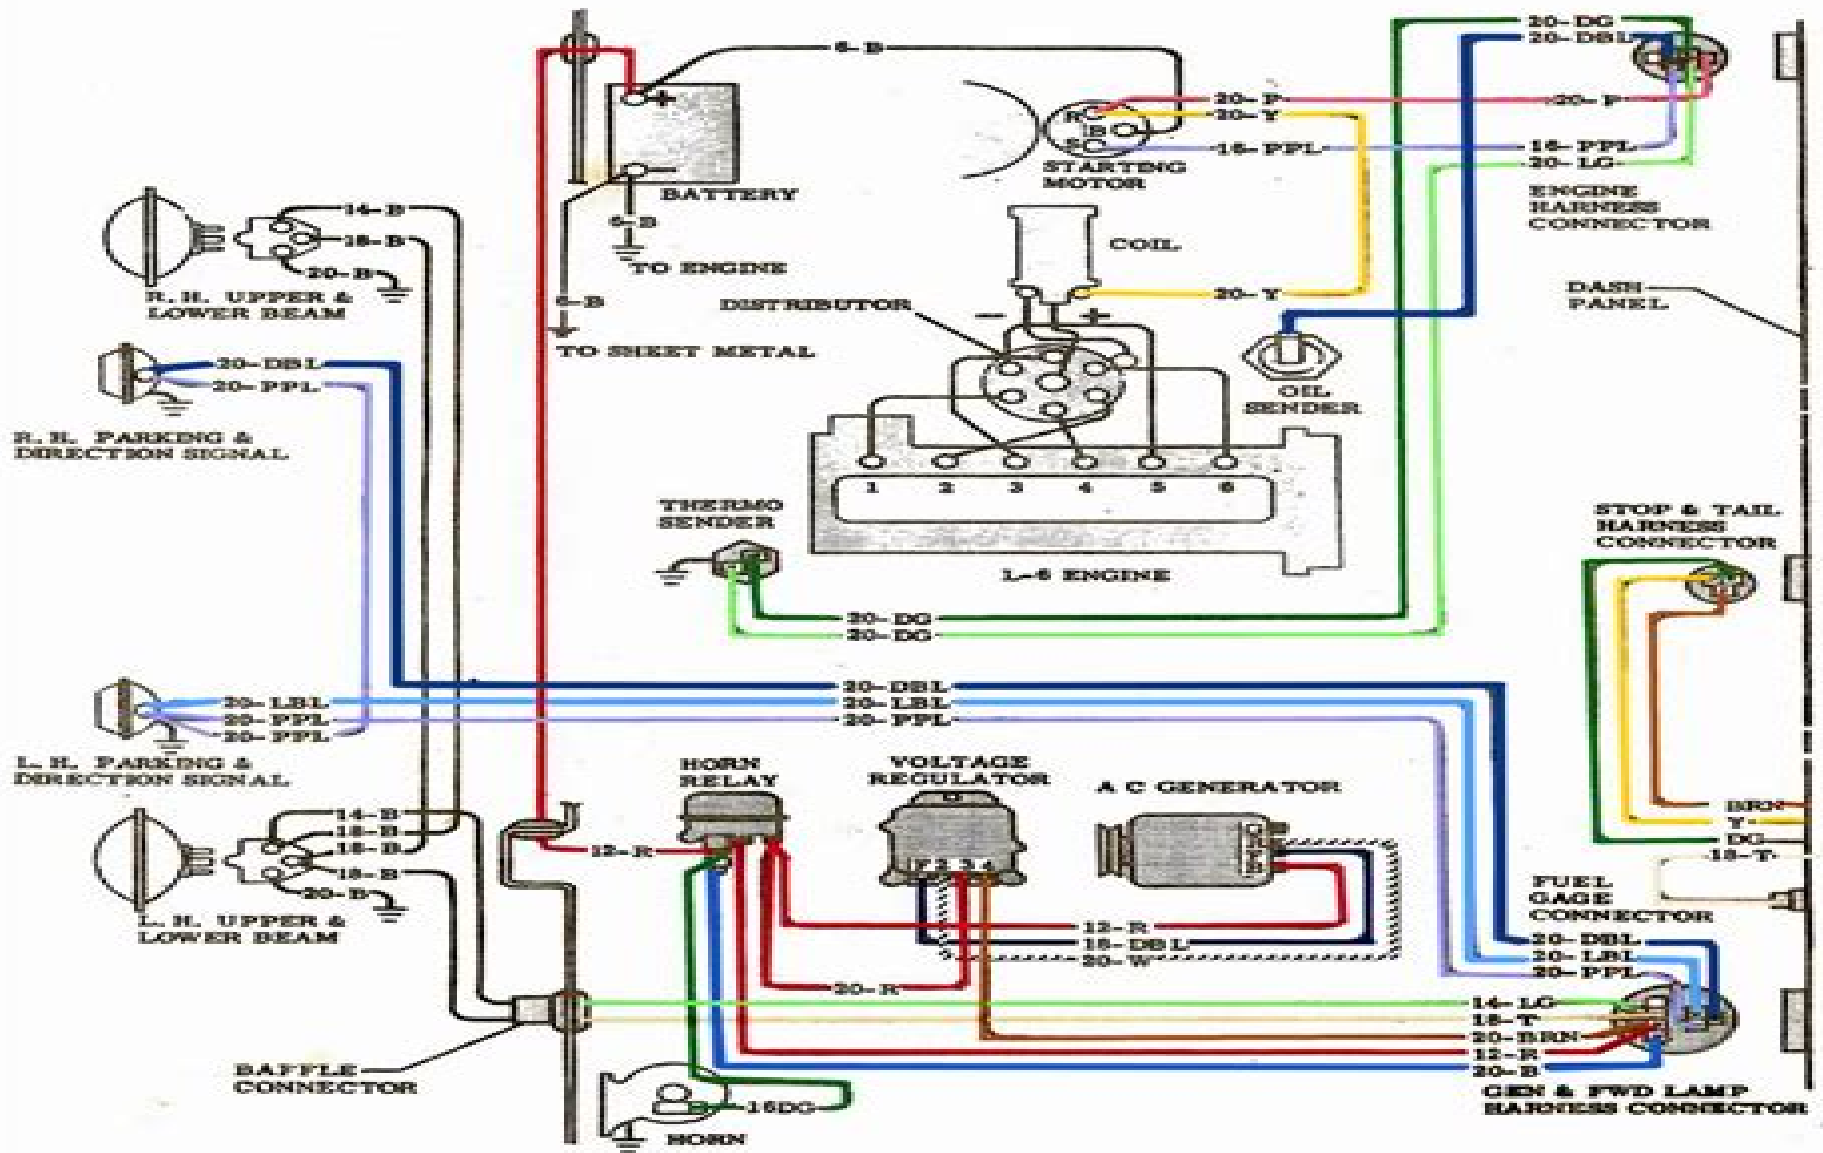 20-DG
20-DBL
6-B
+
20-P
20-P
20-Y
R
B
S
16-PPL
16-PPL
20-LG
STARTING
MOTOR
ENGINE
HARNESS
CONNECTOR
BATTERY
14-B
18-B
20-B
R.H. UPPER &
LOWER BEAM
6-B
TO ENGINE
6-B
TO SHEET METAL
COIL
DISTRIBUTOR
20-Y
- +
DASH
PANEL
OIL
SENDER
20-DBL
20-PPL
R.H. PARKING &
DIRECTION SIGNAL
1 2 3 4 5 6
L-6 ENGINE
THERMO
SENDER
STOP & TAIL
HARNESS
CONNECTOR
20-DG
20-DG
20-DBL
20-LBL
20-PPL
20-LBL
20-PPL
20-PPL
L.H. PARKING &
DIRECTION SIGNAL
HORN
RELAY
VOLTAGE
REGULATOR
A C GENERATOR
BRN
Y
DG
18-T
14-B
18-B
18-B
18-B
20-B
L.H. UPPER &
LOWER BEAM
12-R
F 2 3 4
FUEL
GAGE
CONNECTOR
12-R
16-DBL
20-W
20-R
20-DBL
20-LBL
20-PPL
14-LG
18-T
20-BRN
12-R
20-B
BAFFLE
CONNECTOR
16DG
HORN
GEN & FWD LAMP
HARNESS CONNECTOR